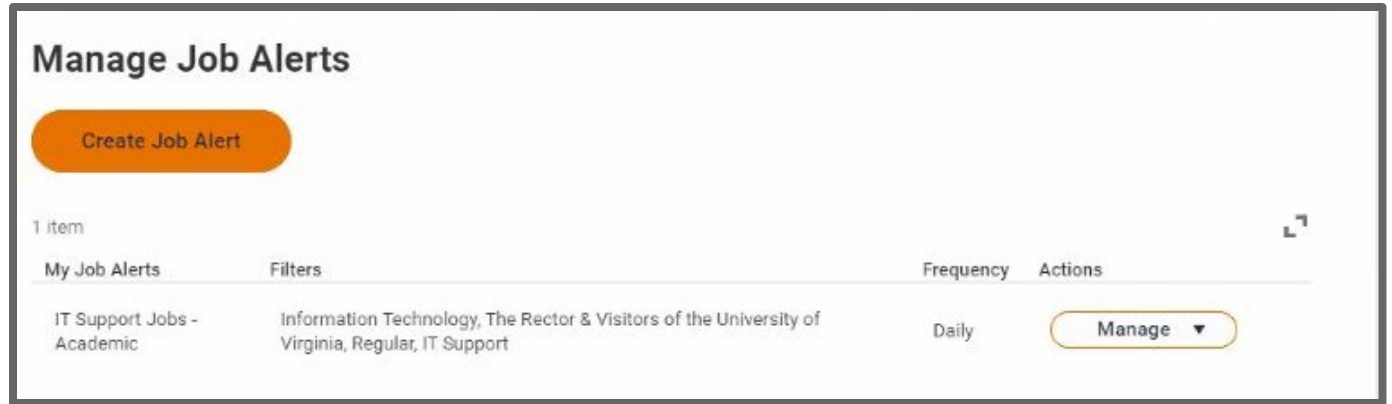 Manage Job Alerts
Create Job Alert
1 item
My Job Alerts Filters Frequency Actions
IT Support Jobs - Information Technology, The Rector & Visitors of the University of Daily Manage
Academic Virginia, Regular, IT Support